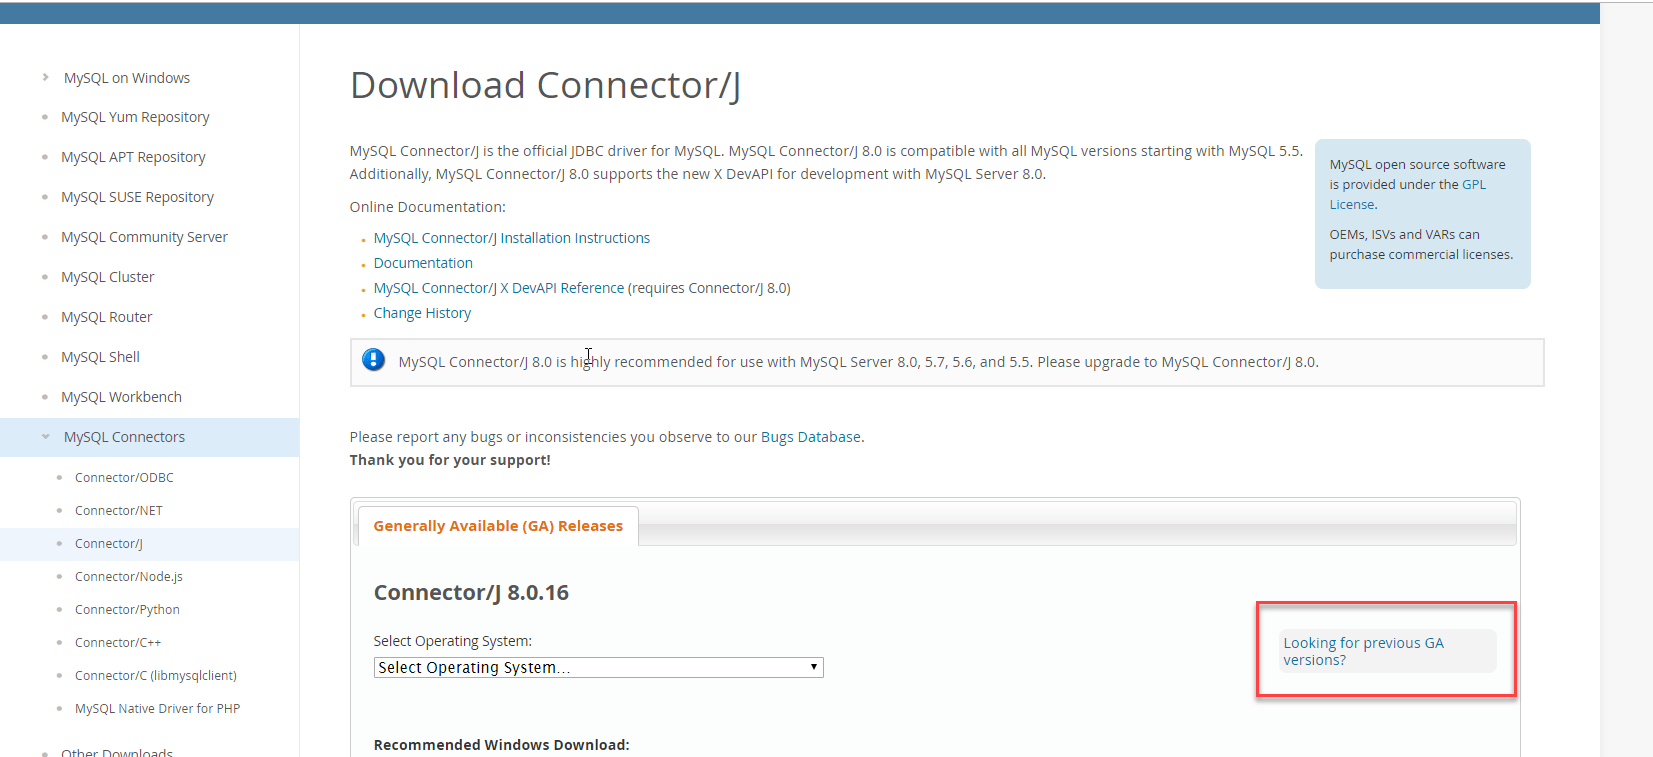 MySQL on Windows
MySQL Yum Repository
MySQL APT Repository
MySQL SUSE Repository
MySQL Community Server
MySQL Cluster
MySQL Router
MySQL Shell
MySQL Workbench
MySQL Connectors
Connector/ODBC
Connector/NET
Connector/J
Connector/Node.js
Connector/Python
Connector/C++
Connector/C (libmysqlclient)
MySQL Native Driver for PHP
Other Downloads
Download Connector/J
MySQL Connector/J is the official JDBC driver for MySQL. MySQL Connector/J 8.0 is compatible with all MySQL versions starting with MySQL 5.5.
Additionally, MySQL Connector/J 8.0 supports the new X DevAPI for development with MySQL Server 8.0.
Online Documentation:
MySQL Connector/J Installation Instructions
Documentation
MySQL Connector/J X DevAPI Reference (requires Connector/J 8.0)
Change History
MySQL open source software
is provided under the GPL
License.
OEMs, ISVs and VARs can
purchase commercial licenses.
MySQL Connector/J 8.0 is highly recommended for use with MySQL Server 8.0, 5.7, 5.6, and 5.5. Please upgrade to MySQL Connector/J 8.0.
Please report any bugs or inconsistencies you observe to our Bugs Database.
Thank you for your support!
Generally Available (GA) Releases
Connector/J 8.0.16
Select Operating System:
Select Operating System...
Looking for previous GA
versions?
Recommended Windows Download: